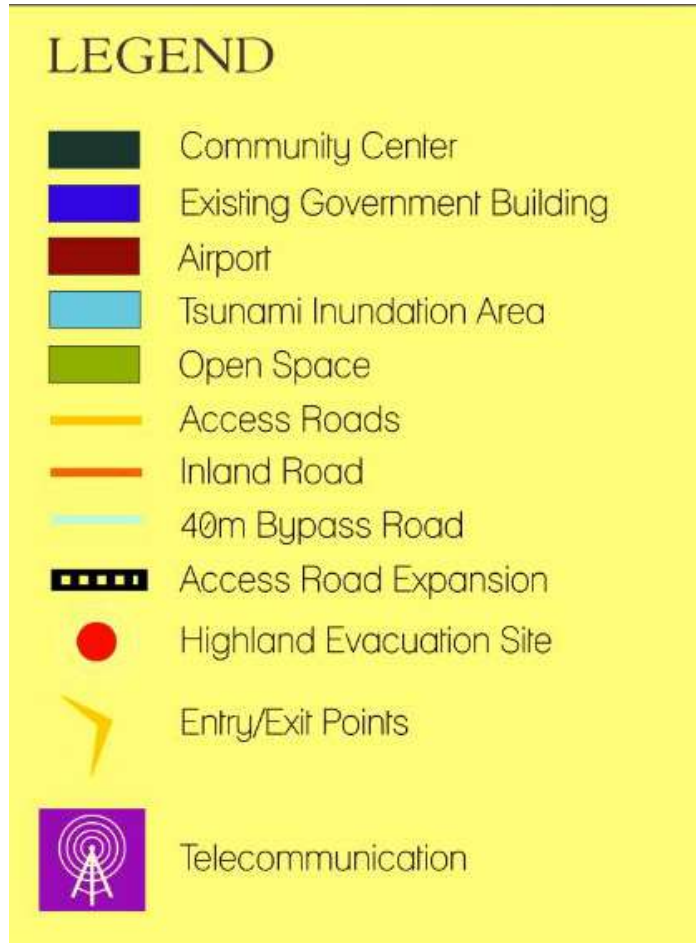 LEGEND
Community Center
Existing Government Building
Airport
Tsunami Inundation Area
Open Space
Access Roads
Inland Road
40m Bypass Road
Access Road Expansion
Highland Evacuation Site
Entry/Exit Points
Telecommunication